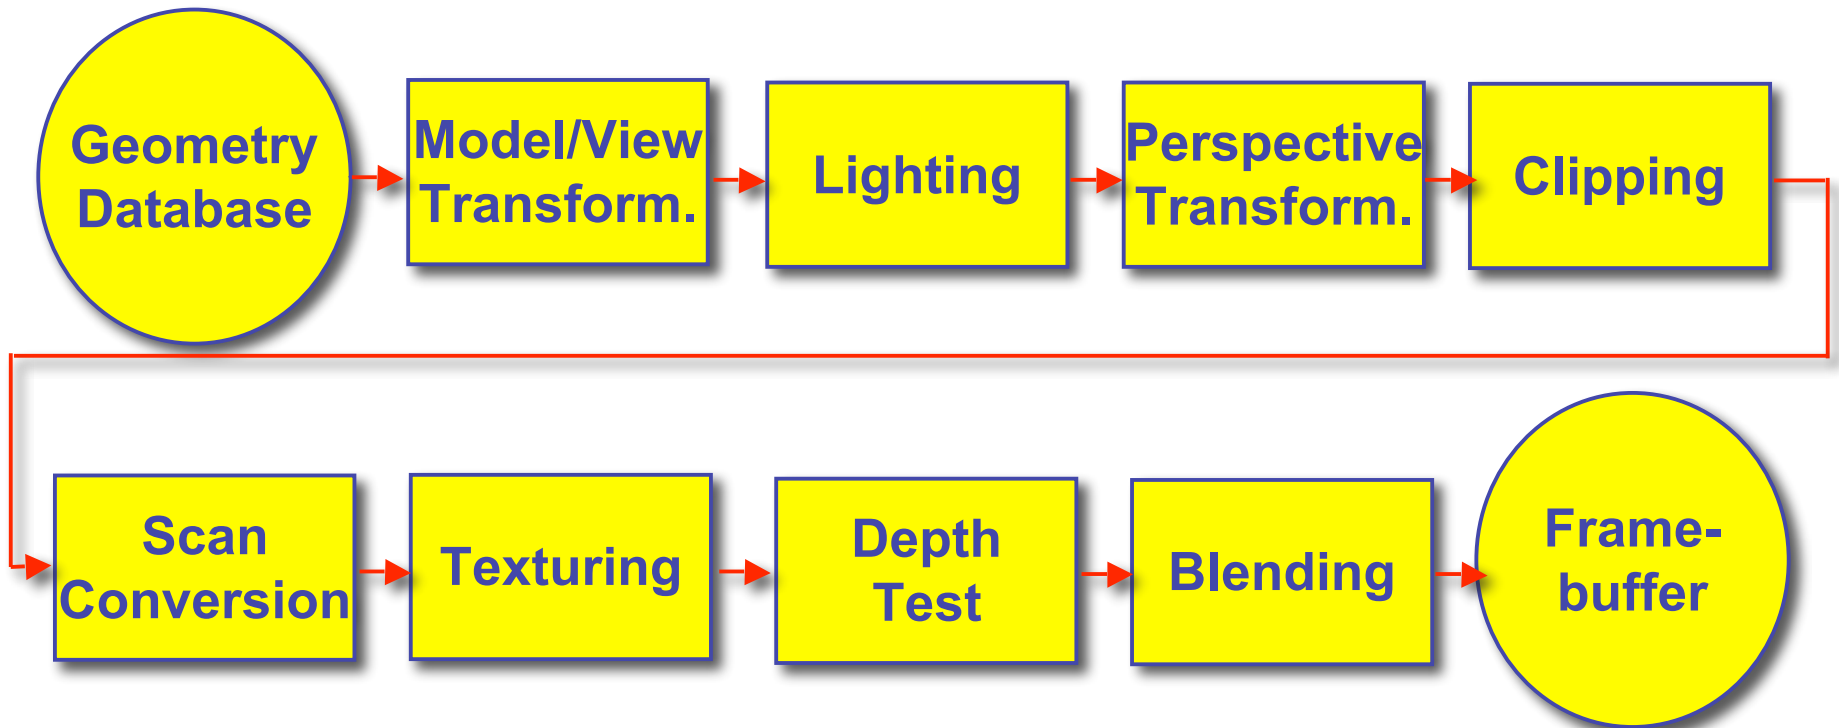 Geometry
Database
Model/View
Transform.
Lighting
Perspective
Transform.
Clipping
Scan
Conversion
Texturing
Depth
Test
Blending
Frame-
buffer